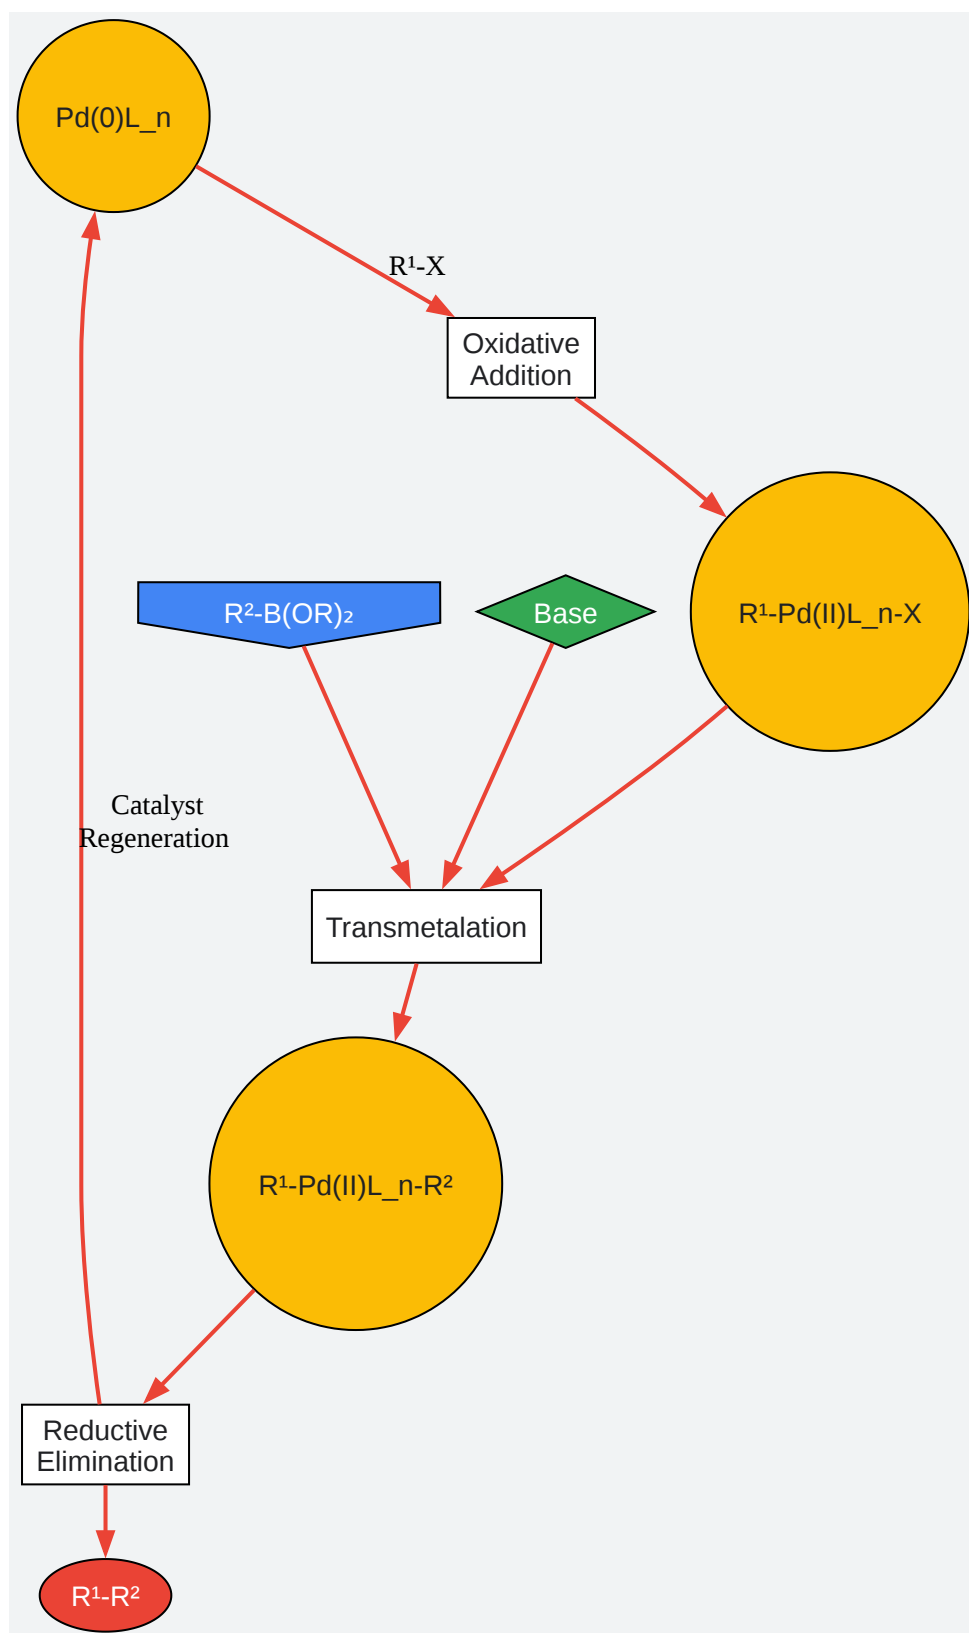 Pd(0)L_n
R¹-X
Oxidative
Addition
R²-B(OR)₂
Base
R¹-Pd(II)L_n-X
Catalyst
Regeneration
Transmetalation
R¹-Pd(II)L_n-R²
Reductive
Elimination
R¹-R²